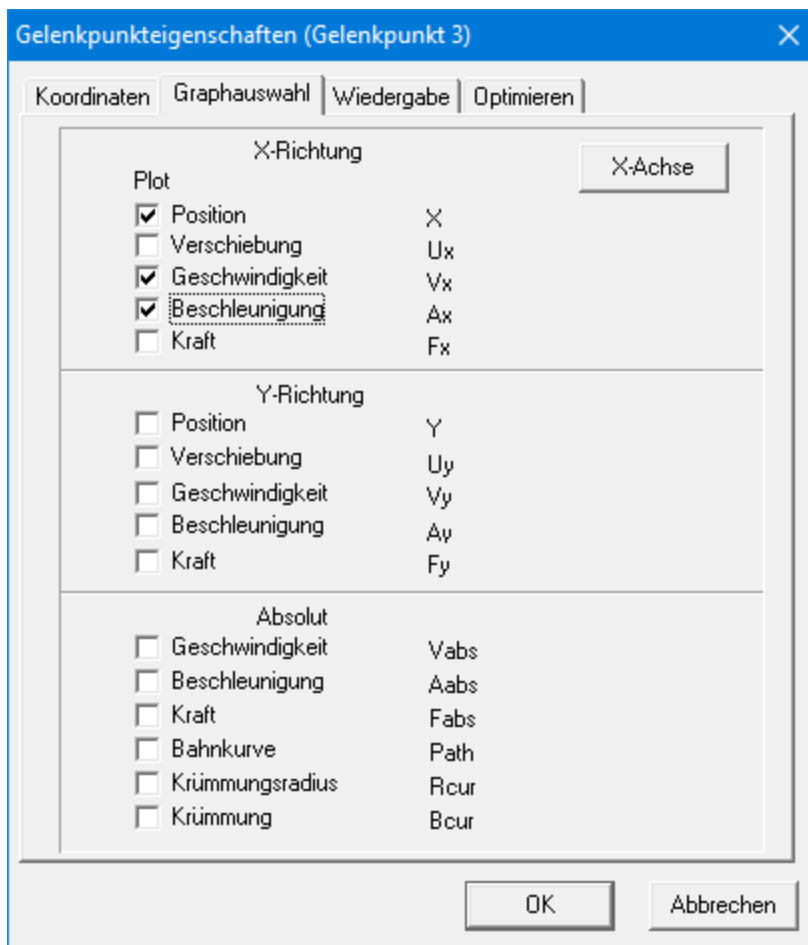 Gelenkpunkteigenschaften (Gelenkpunkt 3)
Koordinaten Graphauswahl Wiedergabe Optimieren
X-Richtung
X-Achse
Plot
Position X
Verschiebung Ux
Geschwindigkeit Vx
Beschleunigung Ax
Kraft Fx
Y-Richtung
Position Y
Verschiebung Uy
Geschwindigkeit Vy
Beschleunigung Ay
Kraft Fy
Absolut
Geschwindigkeit Vabs
Beschleunigung Aabs
Kraft Fabs
Bahnkurve Path
Krümmungsradius Rcur
Krümmung Bcur
OK Abbrechen